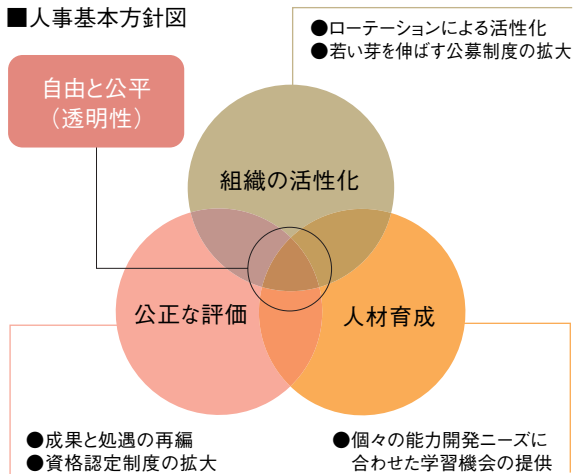 ■人事基本方針図
●ローテーションによる活性化
●若い芽を伸ばす公募制度の拡大
自由と公平
（透明性）
組織の活性化
公正な評価
人材育成
●成果と処遇の再編
●資格認定制度の拡大
●個々の能力開発ニーズに
合わせた学習機会の提供